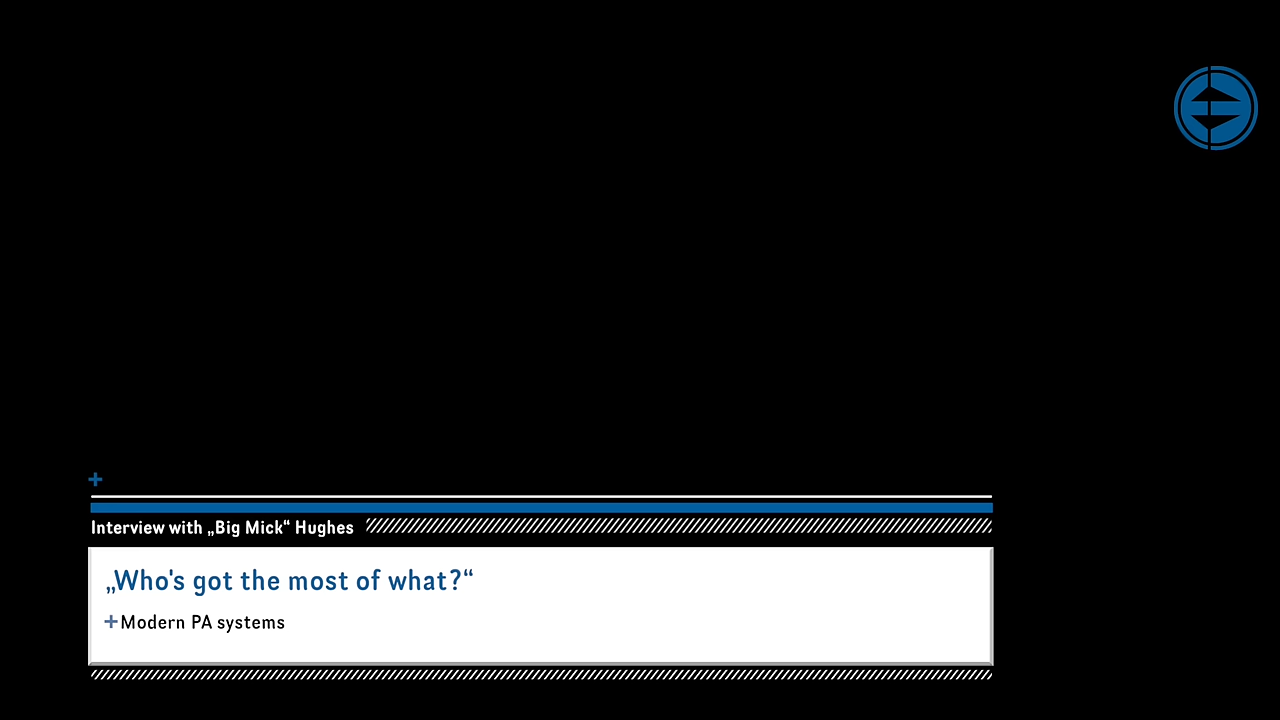 Interview with „Big Mick“ Hughes
„Who's got the most of what?“
+Modern PA systems